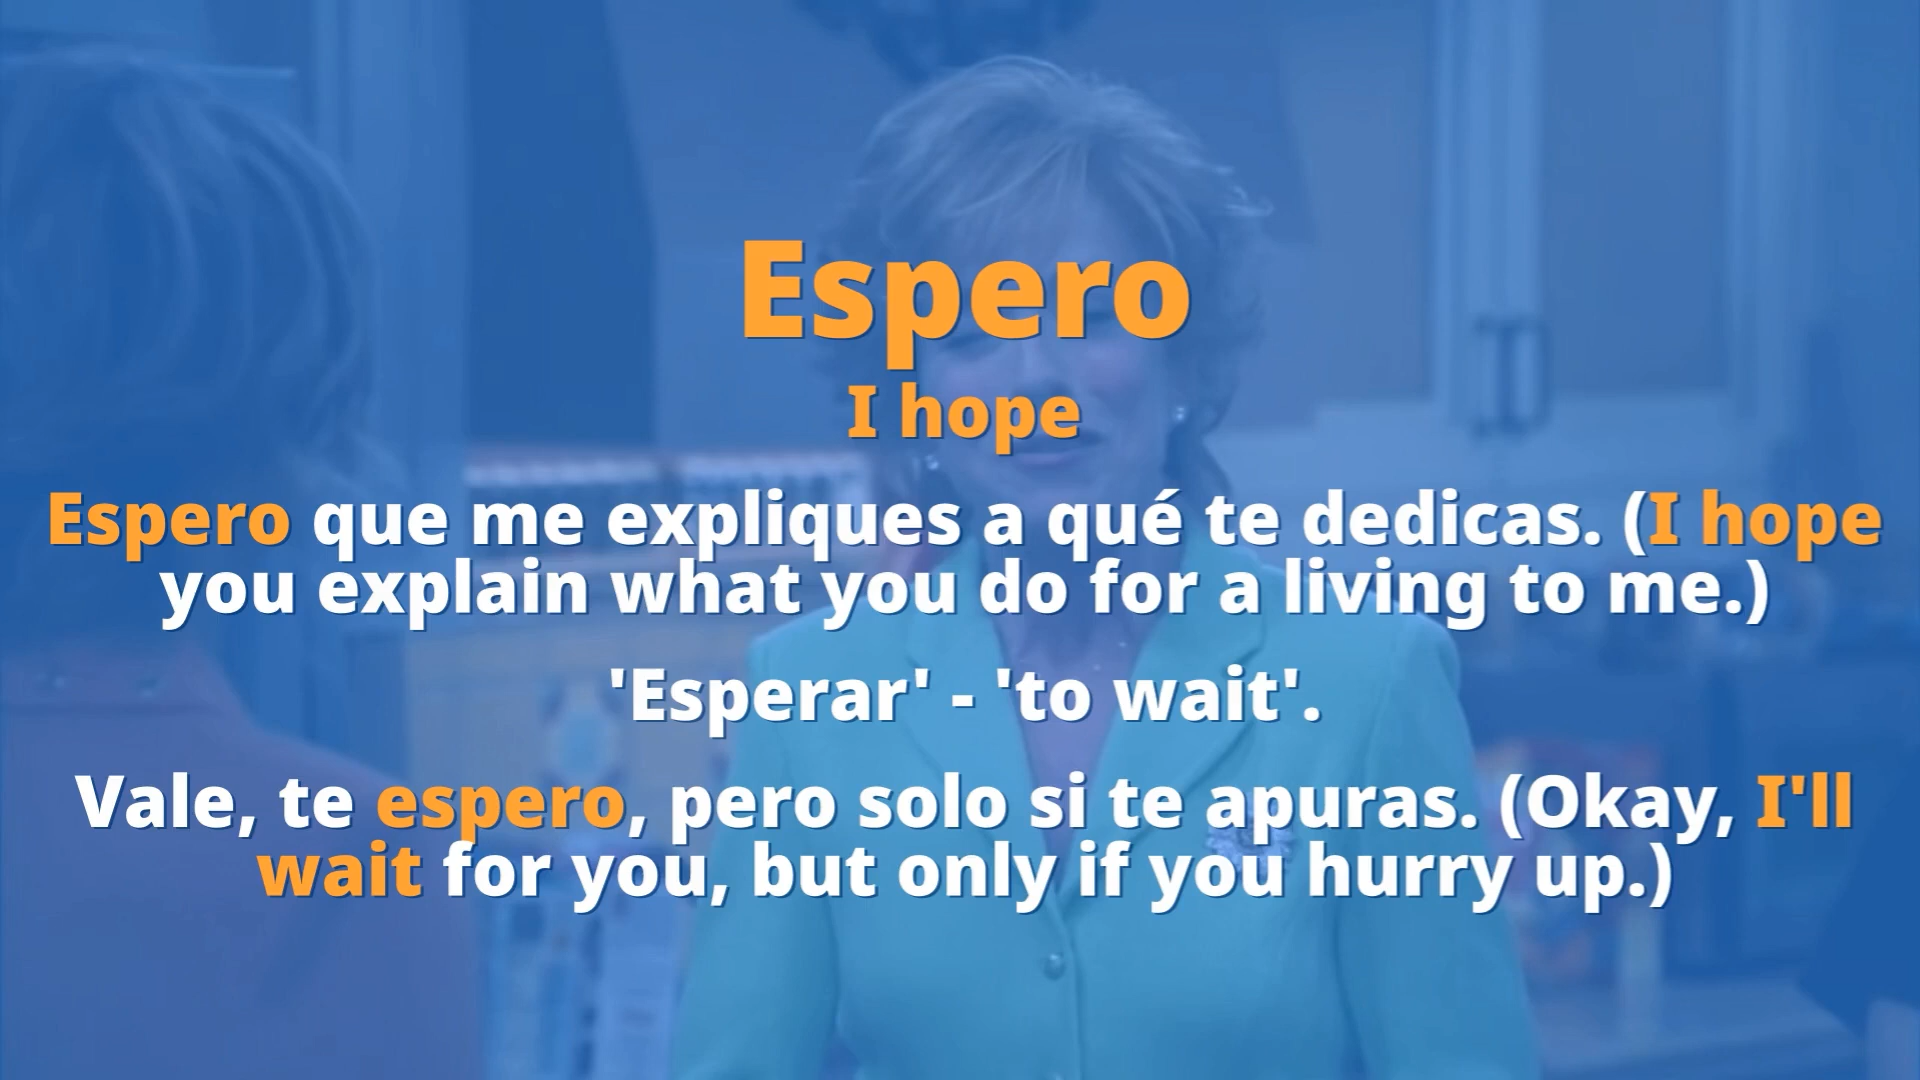 Espero
I hope
Espero que me expliques a qué te dedicas. (I hope
you explain what you do for a living to me.)
'Esperar' - 'to wait'.
Vale, te espero, pero solo si te apuras. (Okay, I'll
wait for you, but only if you hurry up.)